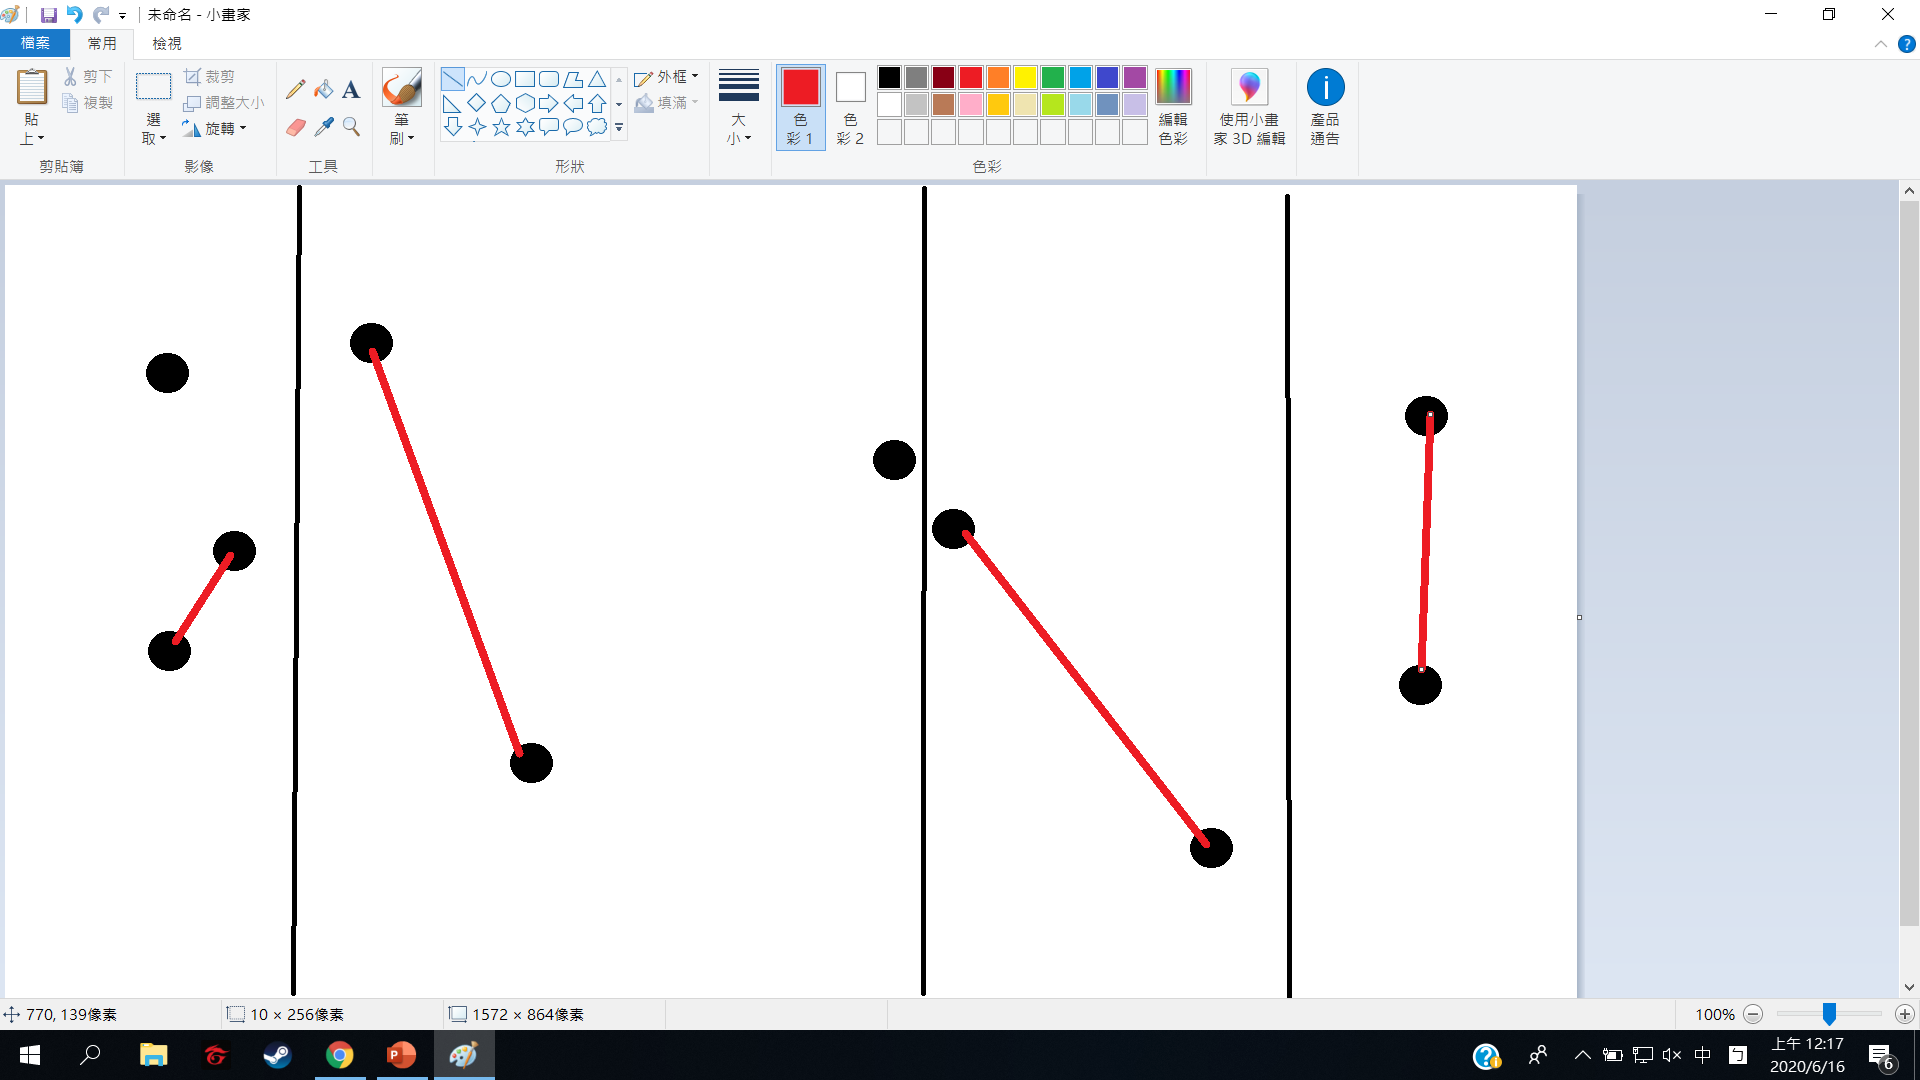 未命名 - 小畫家
檔案 常用 檢視
貼上
剪下
複製
剪貼簿
選取
裁剪
調整大小
旋轉
影像
A
工具
筆刷
形狀
外框
填滿
大小
色彩 1
色彩 2
編輯色彩
色彩
使用小畫家 3D 編輯
產品通告
770, 139像素
10 × 256像素
1572 × 864像素
100%
中
ㄅ
上午 12:17
2020/6/16
6